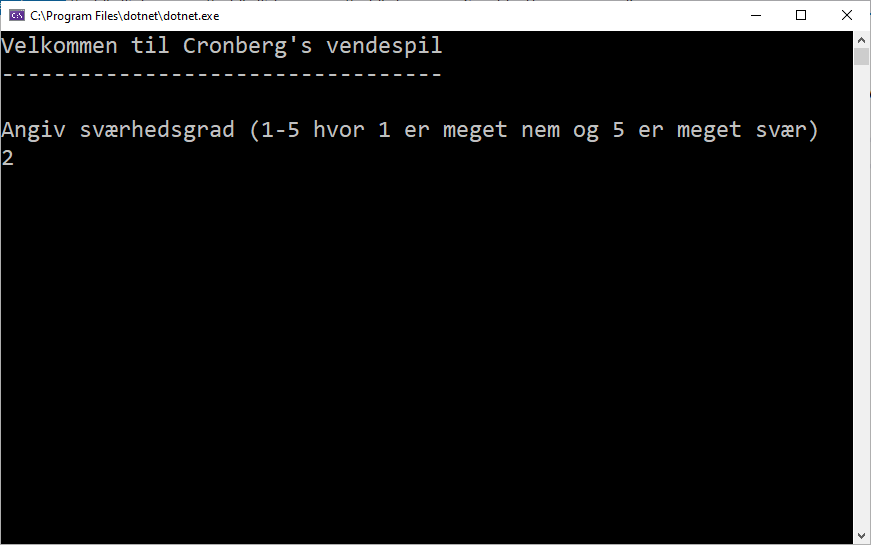 C:\Program Files\dotnet\dotnet.exe
Velkommen til Cronberg's vendespil
----------------------------------
Angiv sværhedsgrad (1-5 hvor 1 er meget nem og 5 er meget svær)
2